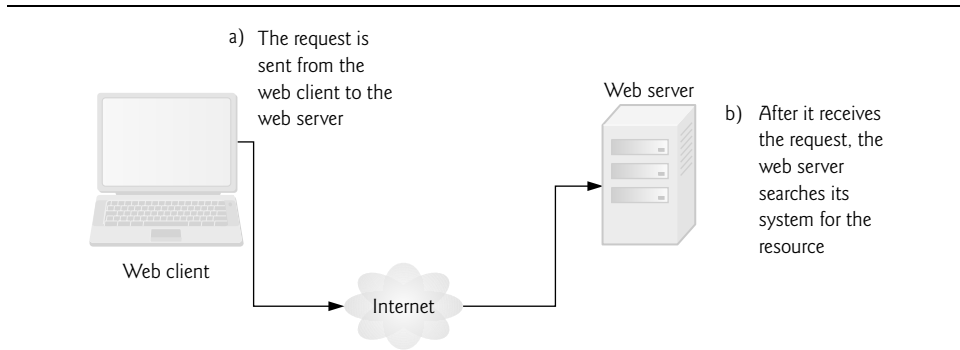 a) The request is
sent from the
web client to the
web server
Web server
b) After it receives
the request, the
web server
searches its
system for the
resource
Web client
Internet